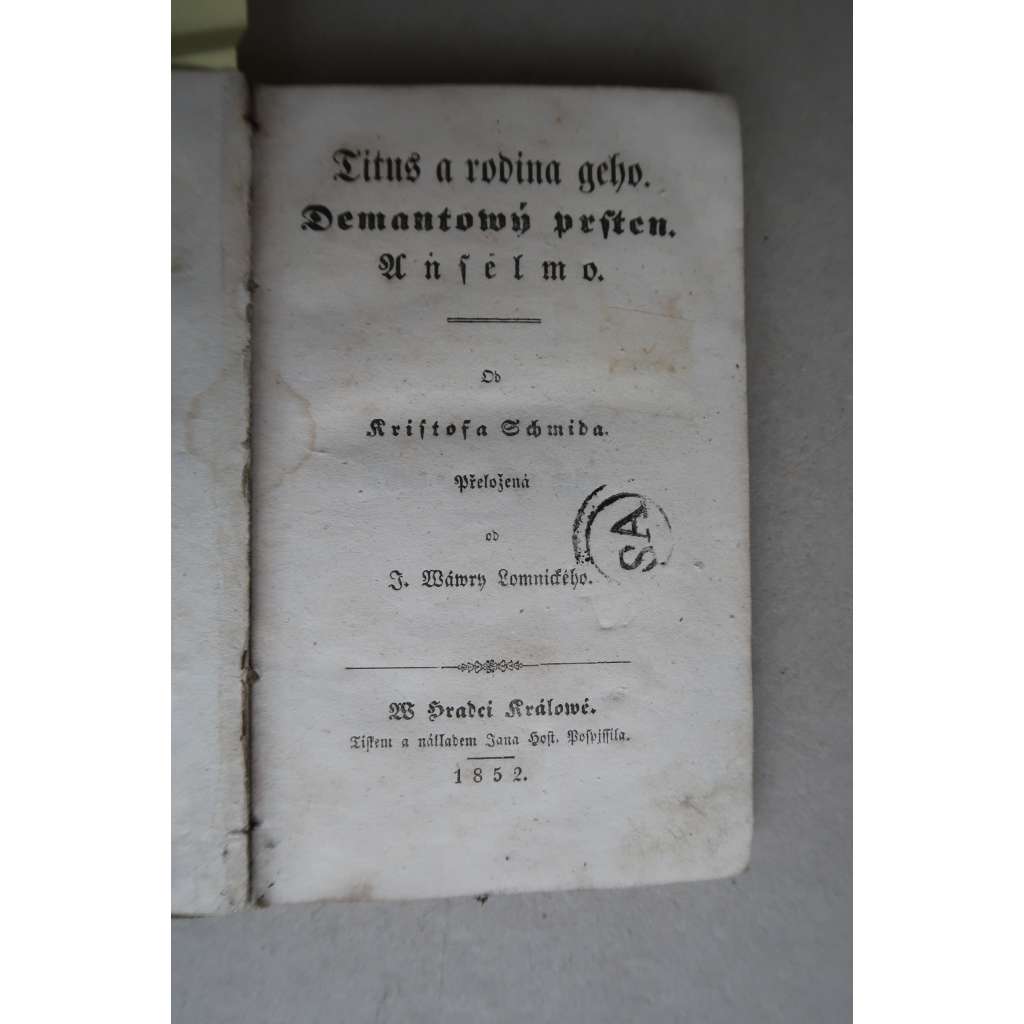 Titus a rodina geho.
Demantowý prsten.
Anselmo.
Od
Kristofa Schmida.
Přeložená
od
J. Wáwry Lomnického.
SA
W Hradci Králowé.
Tiskem a nákladem Jana Host. Pospjssila.
1852.